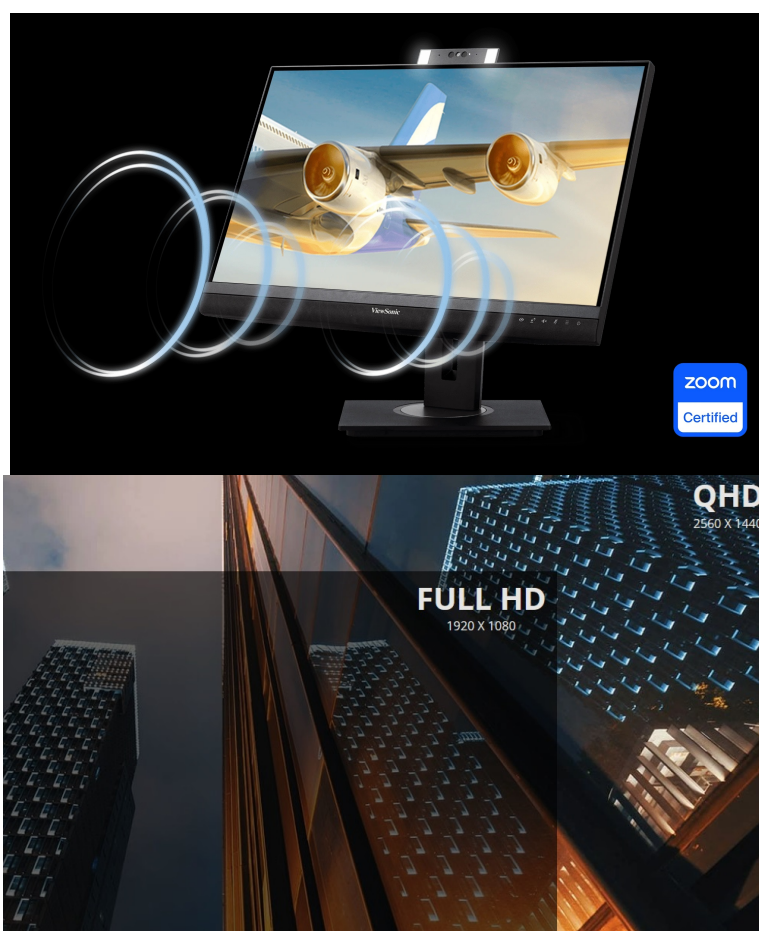 ViewSonic
zoom
Certified
QHD
2560 X 1440
FULL HD
1920 X 1080